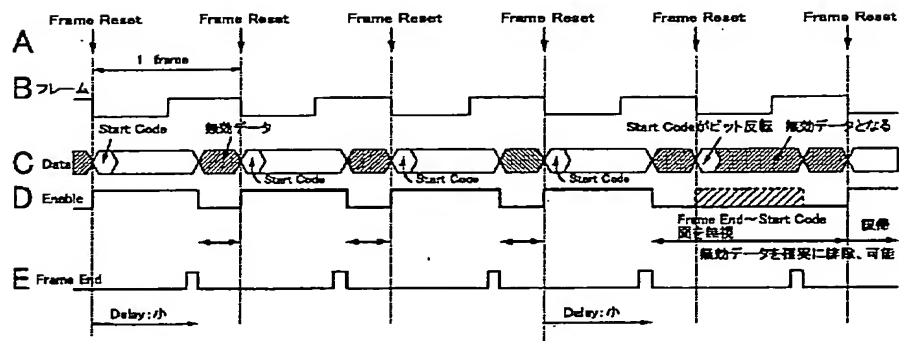 Frame Reset Frame Reset Frame Reset Frame Reset Frame Reset Frame Reset
A
1 frame
B フレーム
Start Code 無効データ Start Codeがビット反転 無効データとなる
C Data
Start Code Start Code Start Code
D Enable
Frame End～Start Code 復帰
間を無視
無効データを確実に排除、可能
E Frame End
Delay:小 Delay:小